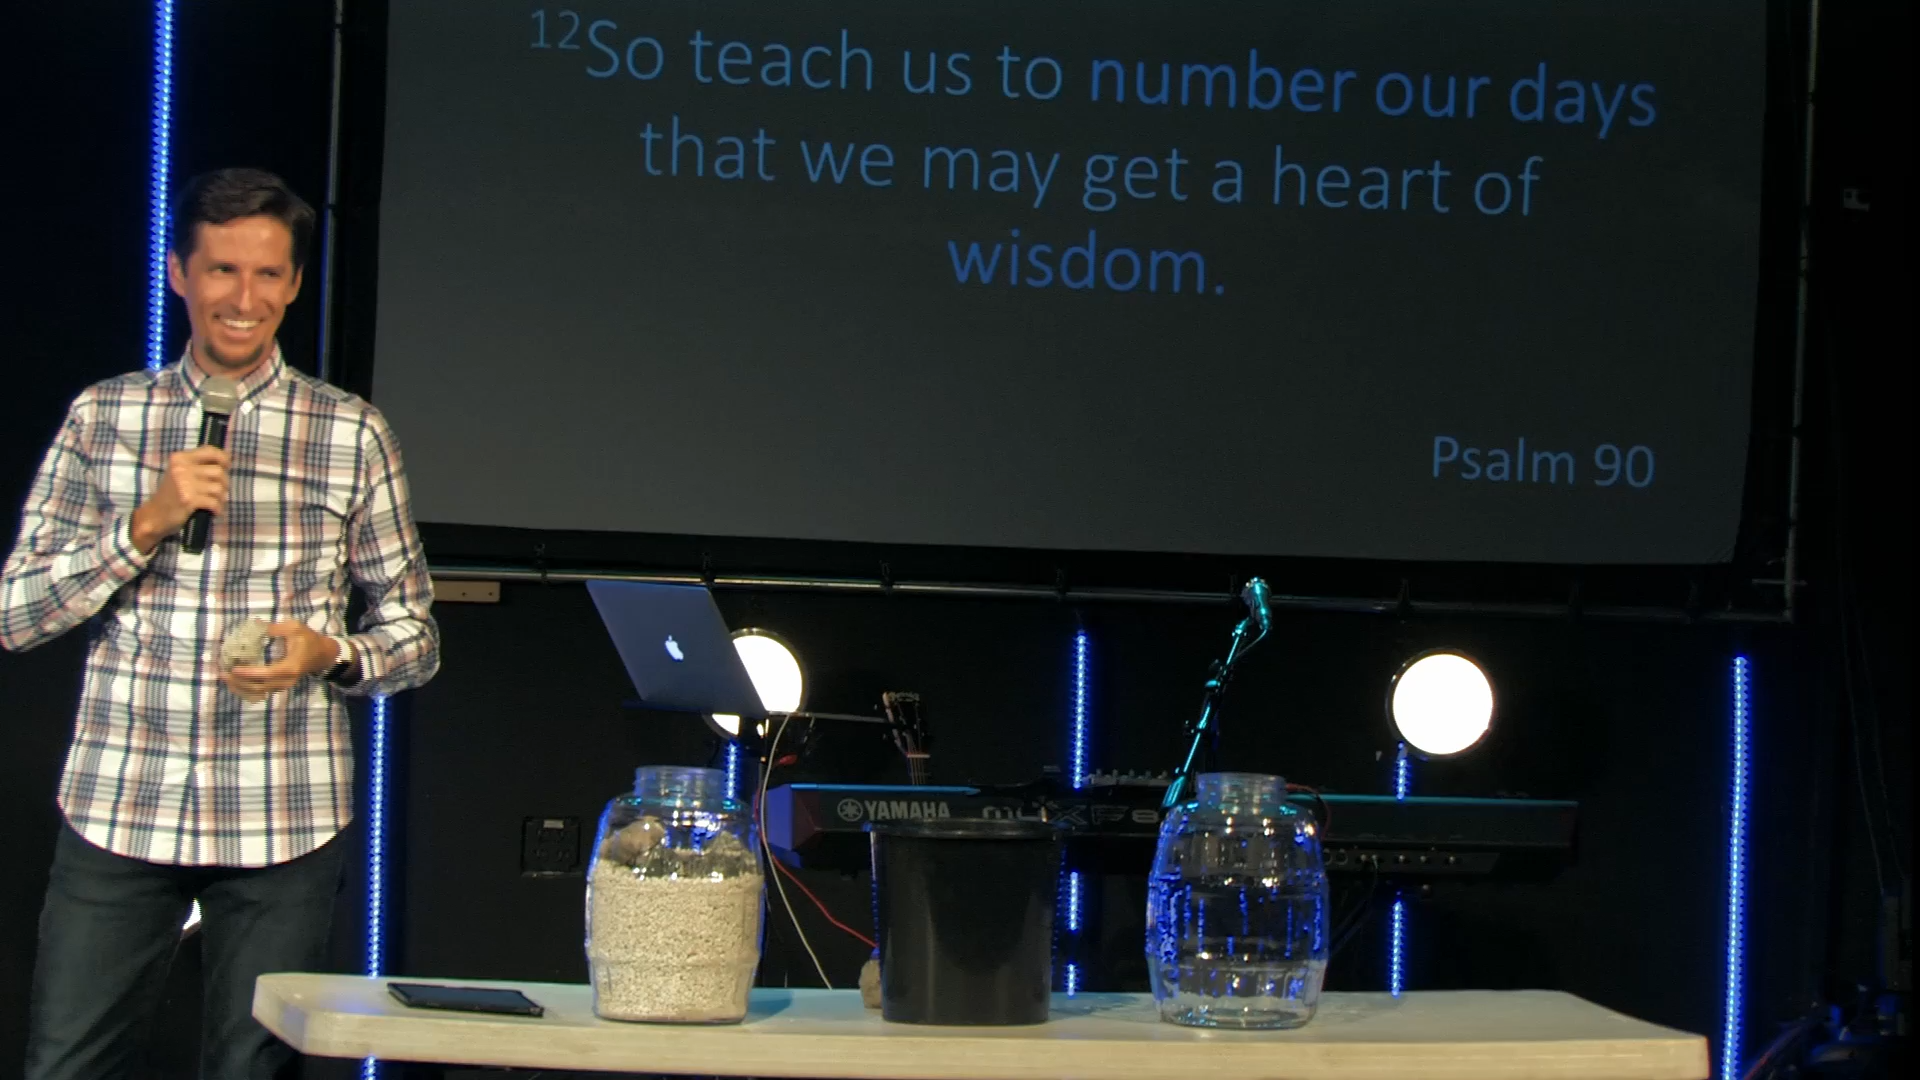 12So teach us to number our days
that we may get a heart of
wisdom.
Psalm 90
YAMAHA